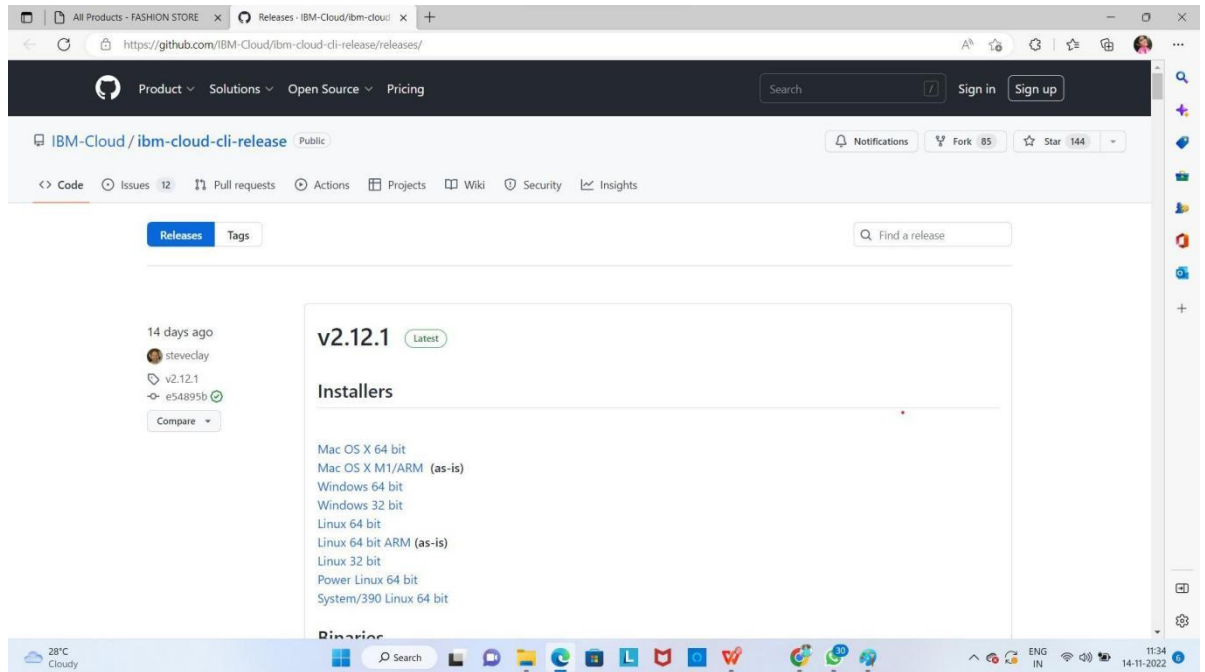 All Products - FASHION STORE
Releases · IBM-Cloud/ibm-cloud
https://github.com/IBM-Cloud/ibm-cloud-cli-release/releases/
Product Solutions Open Source Pricing Search / Sign in Sign up
IBM-Cloud / ibm-cloud-cli-release Public Notifications Fork 85 Star 144
Code Issues 12 Pull requests Actions Projects Wiki Security Insights
Releases Tags Find a release
14 days ago
steveclay
v2.12.1
e54895b
Compare
v2.12.1 Latest
Installers
Mac OS X 64 bit
Mac OS X M1/ARM (as-is)
Windows 64 bit
Windows 32 bit
Linux 64 bit
Linux 64 bit ARM (as-is)
Linux 32 bit
Power Linux 64 bit
System/390 Linux 64 bit
Binaries
28°C
Cloudy
Search
30
ENG
IN
11:34
14-11-2022
6